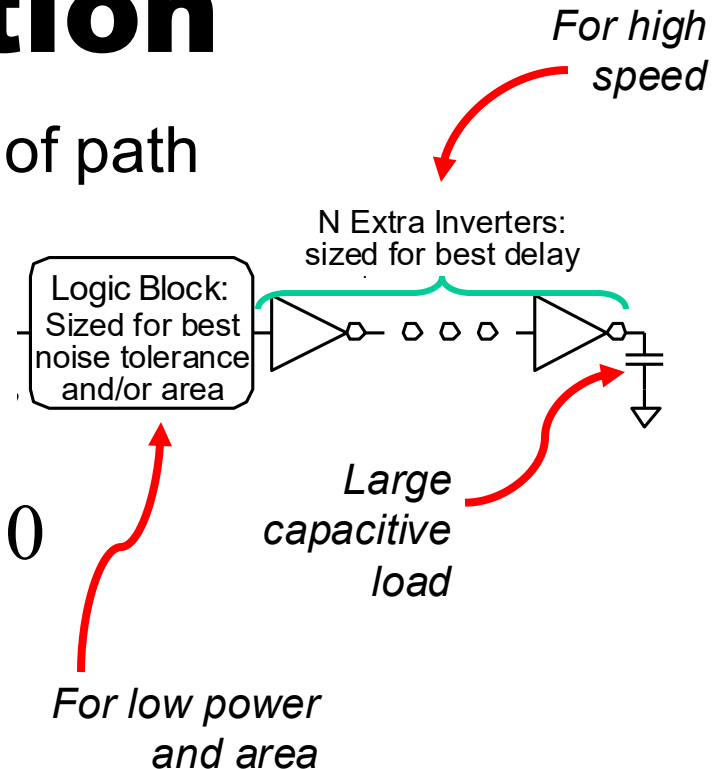 tion
For high
speed
of path
N Extra Inverters:
sized for best delay
Logic Block:
Sized for best
noise tolerance
and/or area
,
Large
capacitive
load
0
For low power
and area